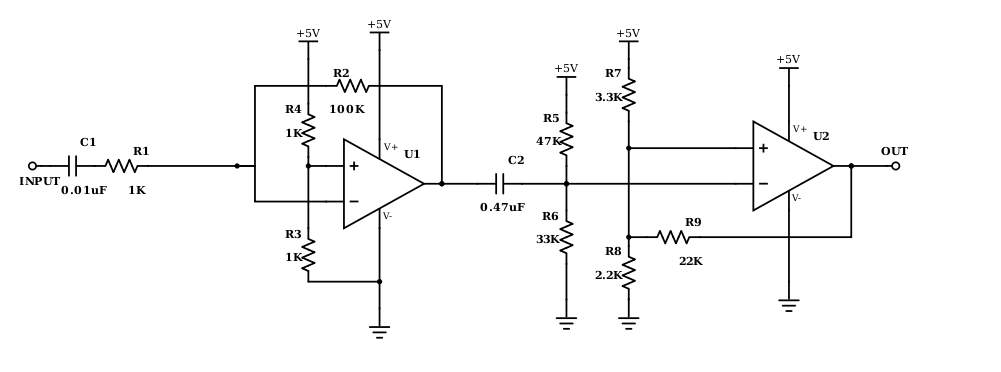 +5V
+5V
+5V
+5V
+5V
R2
R7
R4
100K
3.3K
1K
R5
47K
V+
U2
C1
R1
V+
U1
+
OUT
INPUT
0.01uF
1K
+
C2
−
V-
−
V-
0.47uF
R6
R9
R3
33K
R8
1K
22K
2.2K